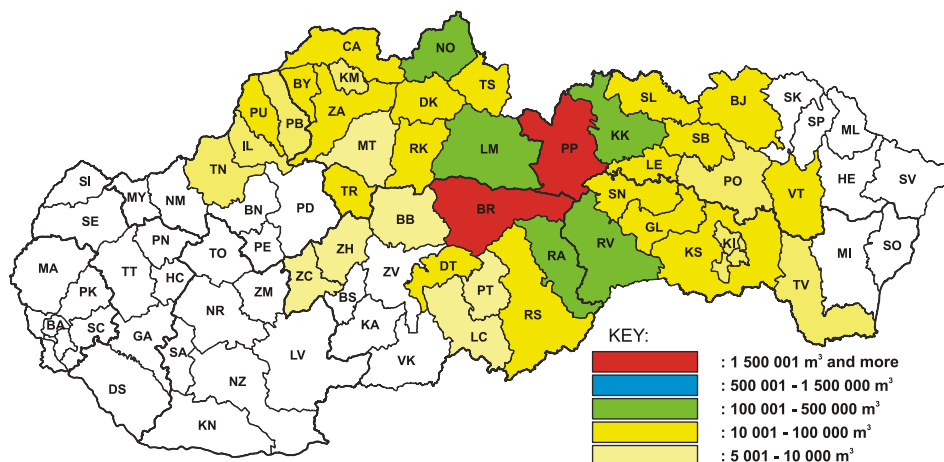 CA
NO
KM
BY
TS
SL
BJ
SK
PU
ZA
DK
SP
PB
KK
SB
ML
IL
MT
RK
LM
PP
LE
HE
SV
TN
PO
SI
MY
NM
BN
PD
TR
SN
VT
SE
BB
BR
PN
TO
PE
ZH
GL
KI
MA
TT
ZV
RA
RV
KS
MI
SO
HC
ZC
DT
PK
ZM
BS
PT
TV
BA
SC
GA
NR
KA
RS
SA
LV
VK
LC
DS
NZ
KN
KEY:
: 1 500 001 m³ and more
: 500 001 - 1 500 000 m³
: 100 001 - 500 000 m³
: 10 001 - 100 000 m³
: 5 001 - 10 000 m³